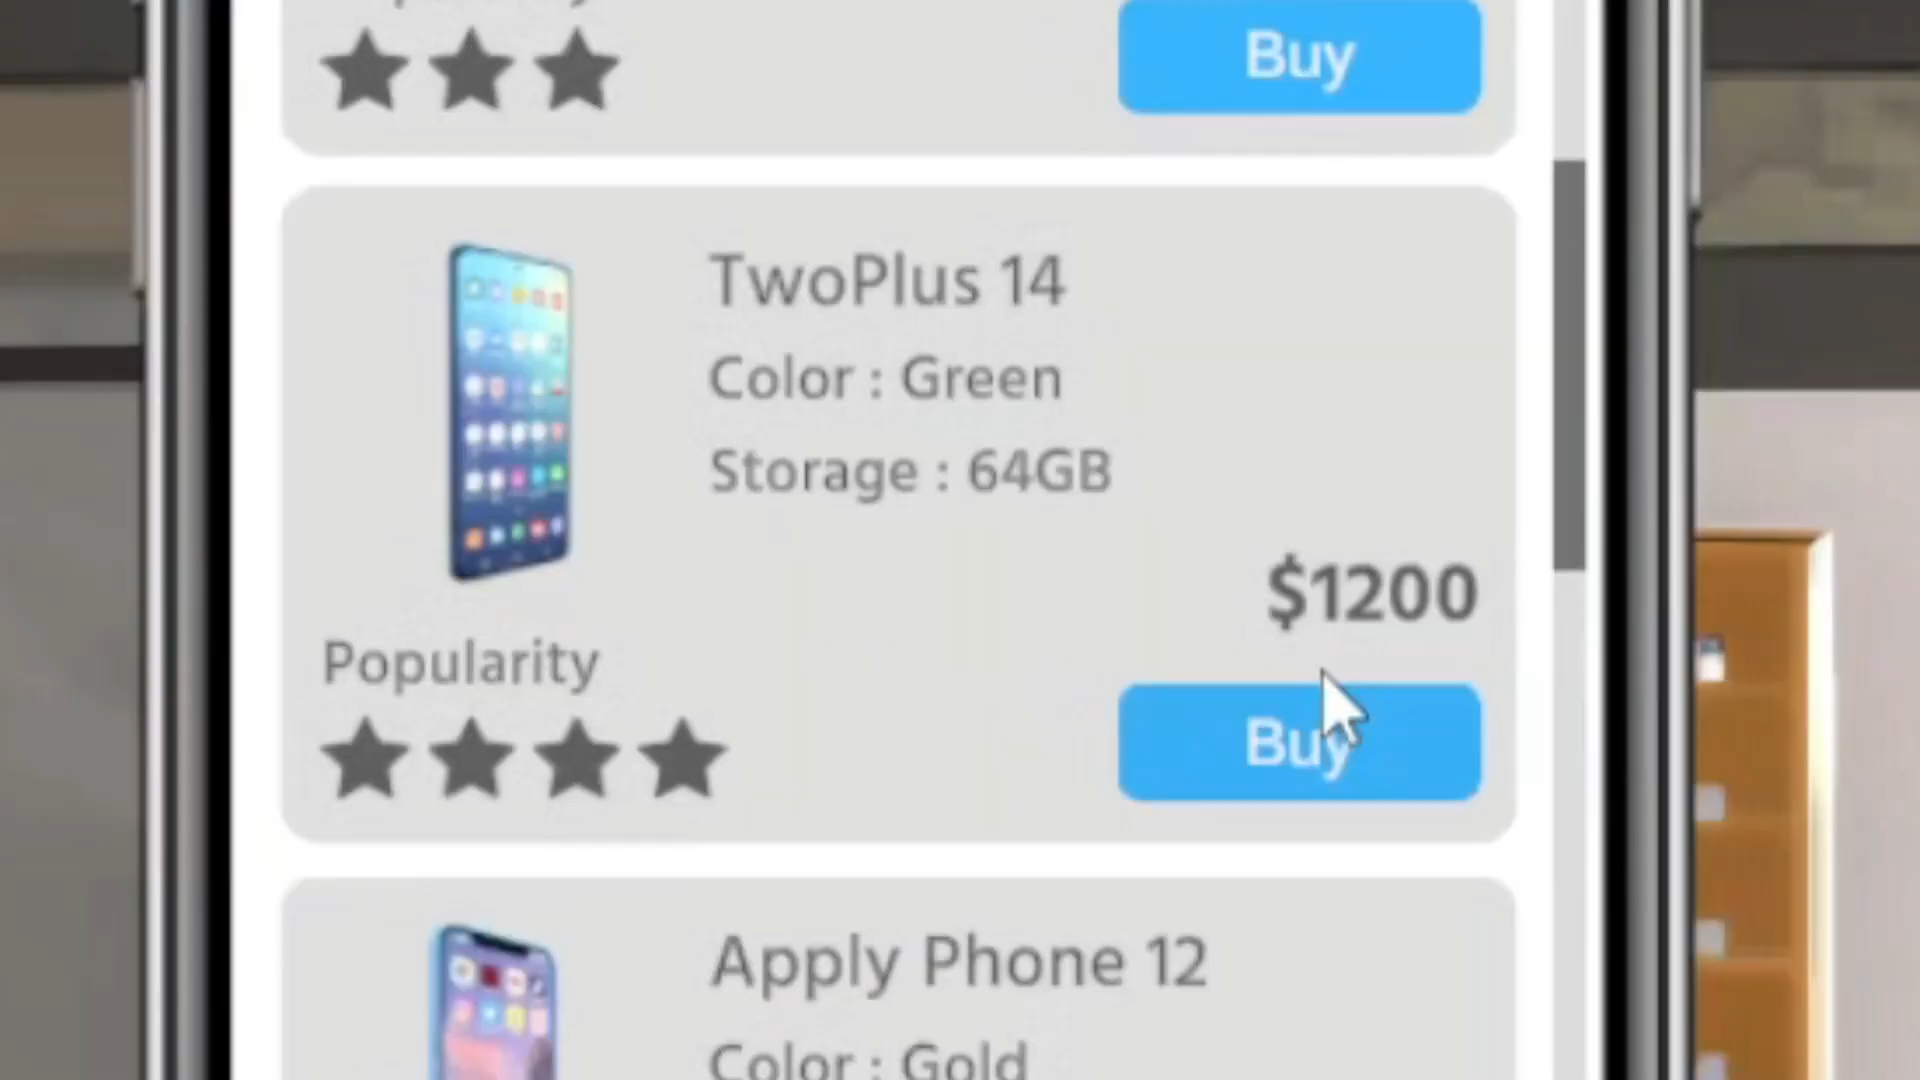 Buy
TwoPlus 14
Color : Green
Storage : 64GB
$1200
Popularity
Buy
Apply Phone 12
Color : Gold